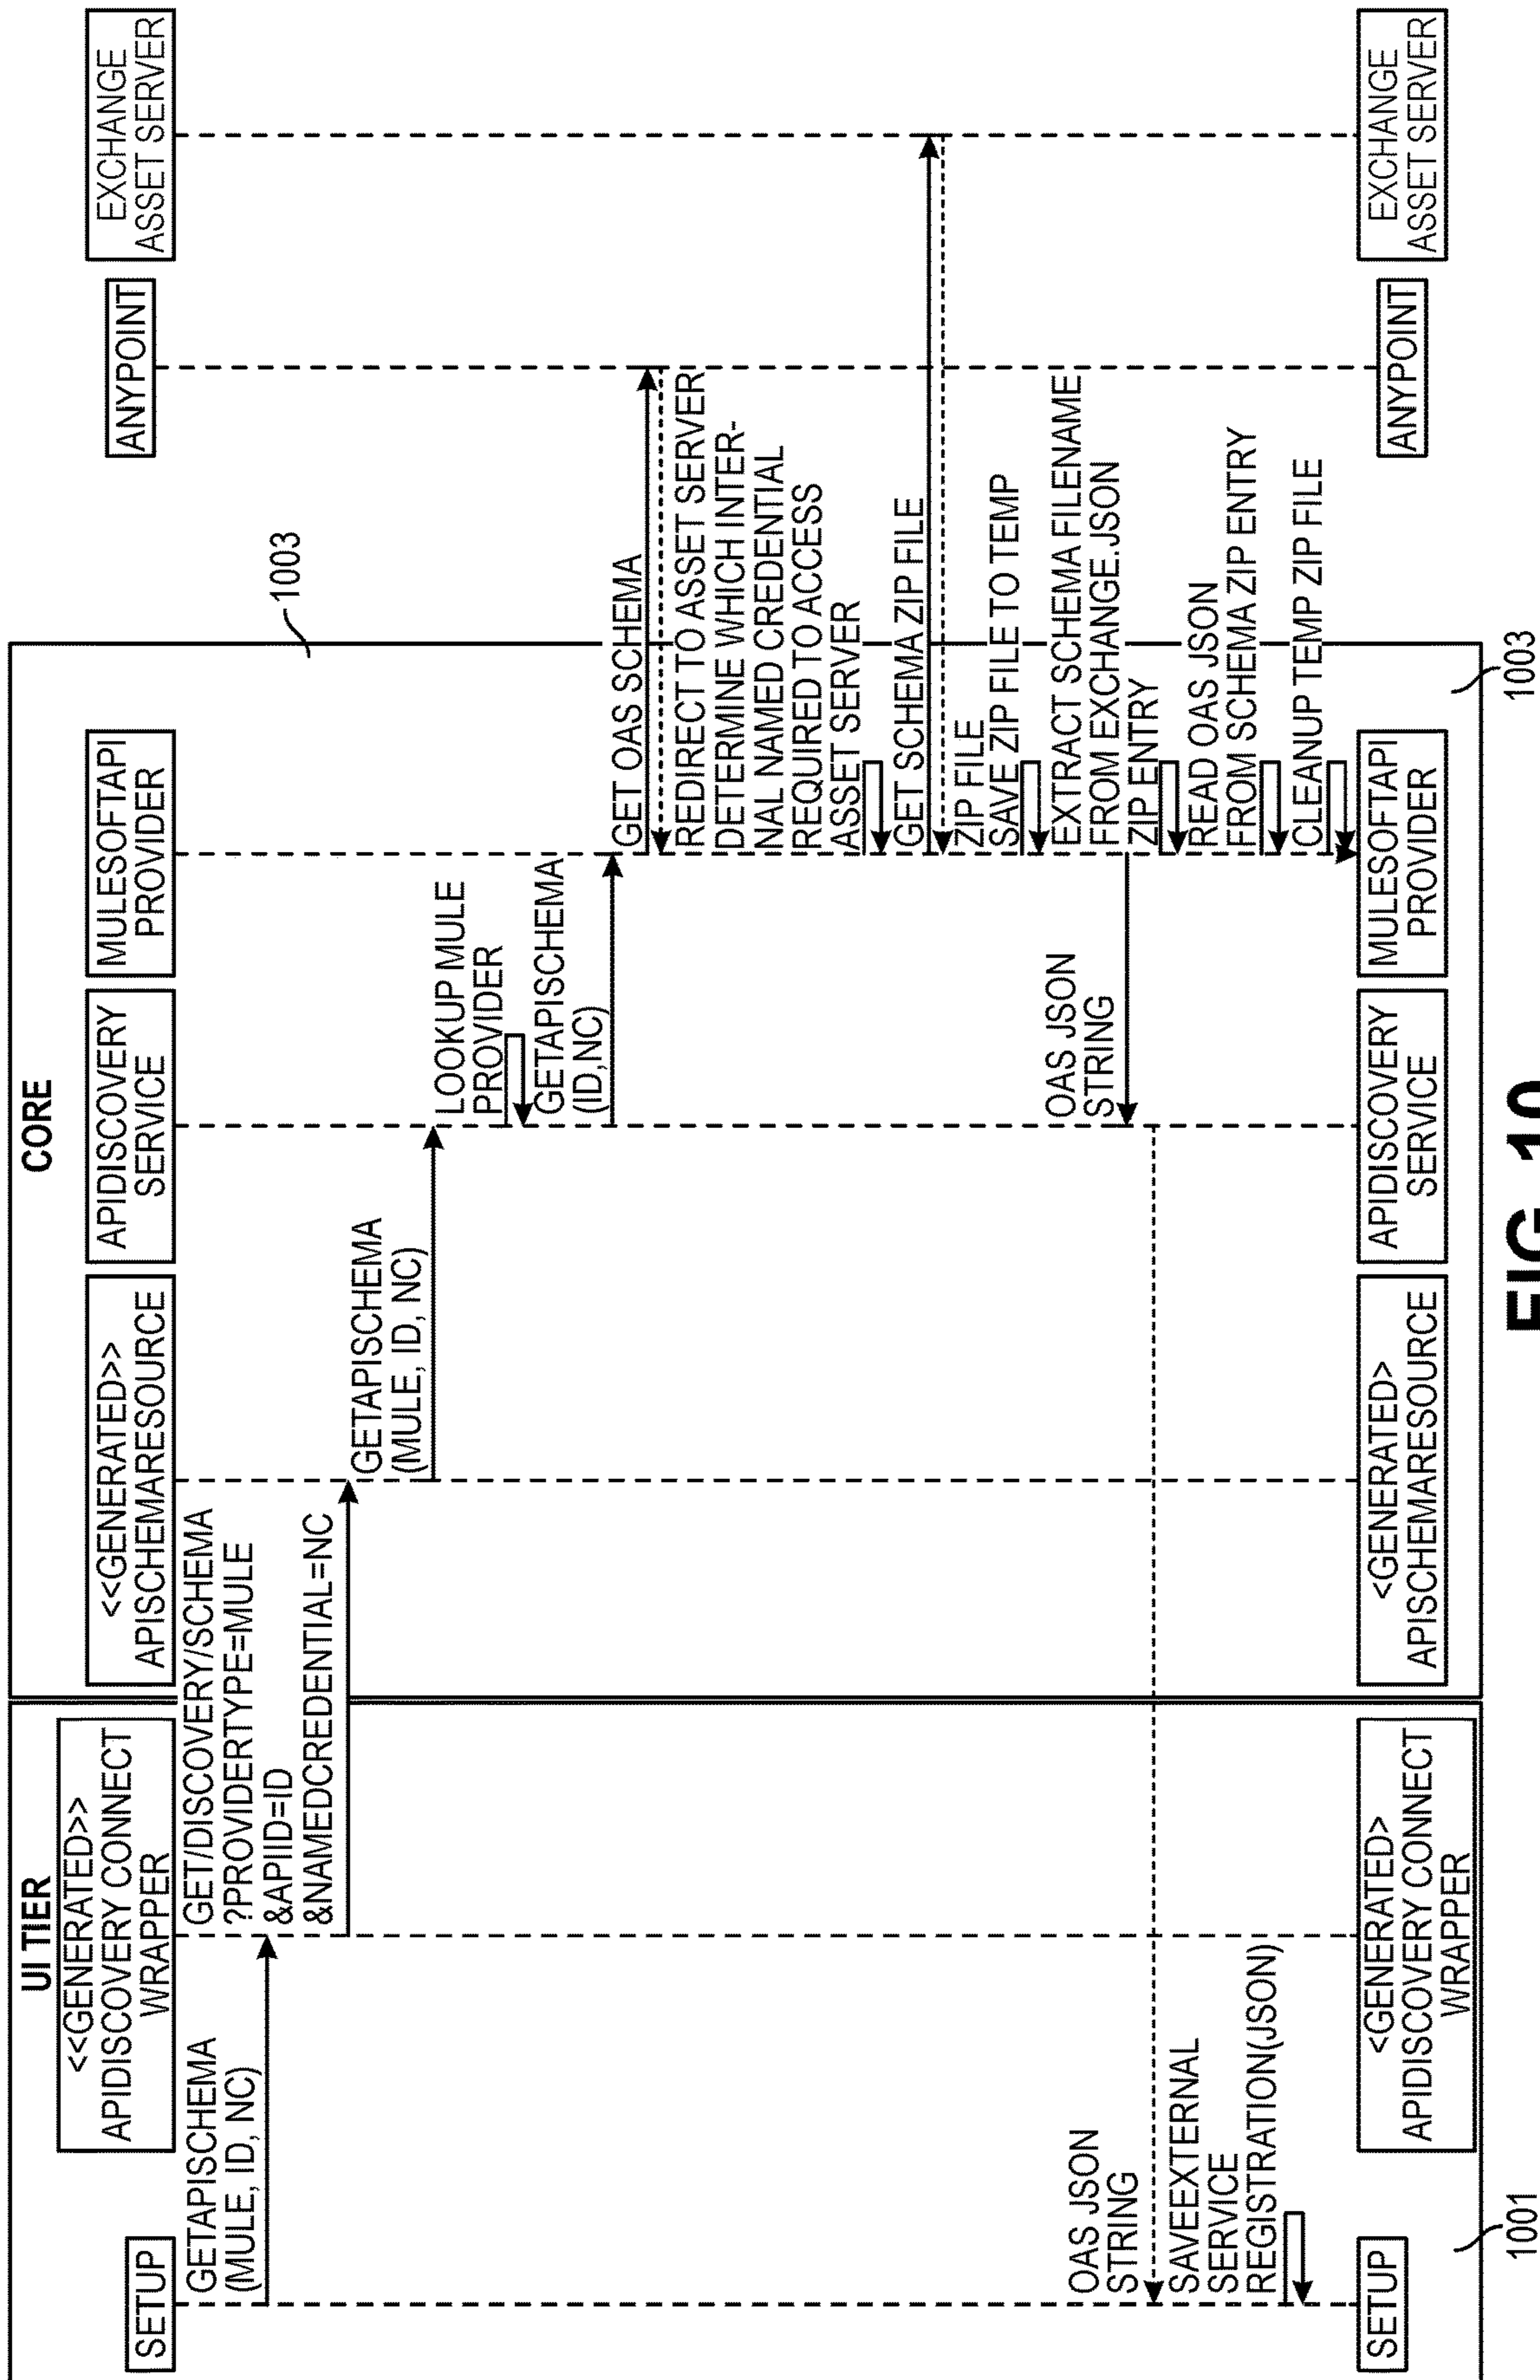 UI TIER
CORE
SETUP
<<GENERATED>>
APIDISCOVERY CONNECT
WRAPPER
<<GENERATED>>
APISCHEMARESOURCE
APIDISCOVERY
SERVICE
MULESOFTAPI
PROVIDER
ANYPOINT
EXCHANGE
ASSET SERVER
1003
GETAPISCHEMA
(MULE, ID, NC)
GET/DISCOVERY/SCHEMA
?PROVIDERTYPE=MULE
&APIID=ID
&NAMEDCREDENTIAL=NC
GETAPISCHEMA
(MULE, ID, NC)
LOOKUP MULE
PROVIDER
GETAPISCHEMA
(ID,NC)
GET OAS SCHEMA
REDIRECT TO ASSET SERVER
DETERMINE WHICH INTER-
NAL NAMED CREDENTIAL
REQUIRED TO ACCESS
ASSET SERVER
GET SCHEMA ZIP FILE
ZIP FILE
SAVE ZIP FILE TO TEMP
EXTRACT SCHEMA FILENAME
FROM EXCHANGE.JSON
ZIP ENTRY
READ OAS JSON
FROM SCHEMA ZIP ENTRY
CLEANUP TEMP ZIP FILE
OAS JSON
STRING
OAS JSON
STRING
SAVEEXTERNAL
SERVICE
REGISTRATION(JSON)
SETUP
<GENERATED>
APIDISCOVERY CONNECT
WRAPPER
<GENERATED>
APISCHEMARESOURCE
APIDISCOVERY
SERVICE
MULESOFTAPI
PROVIDER
ANYPOINT
EXCHANGE
ASSET SERVER
1001
1003
FIG. 10